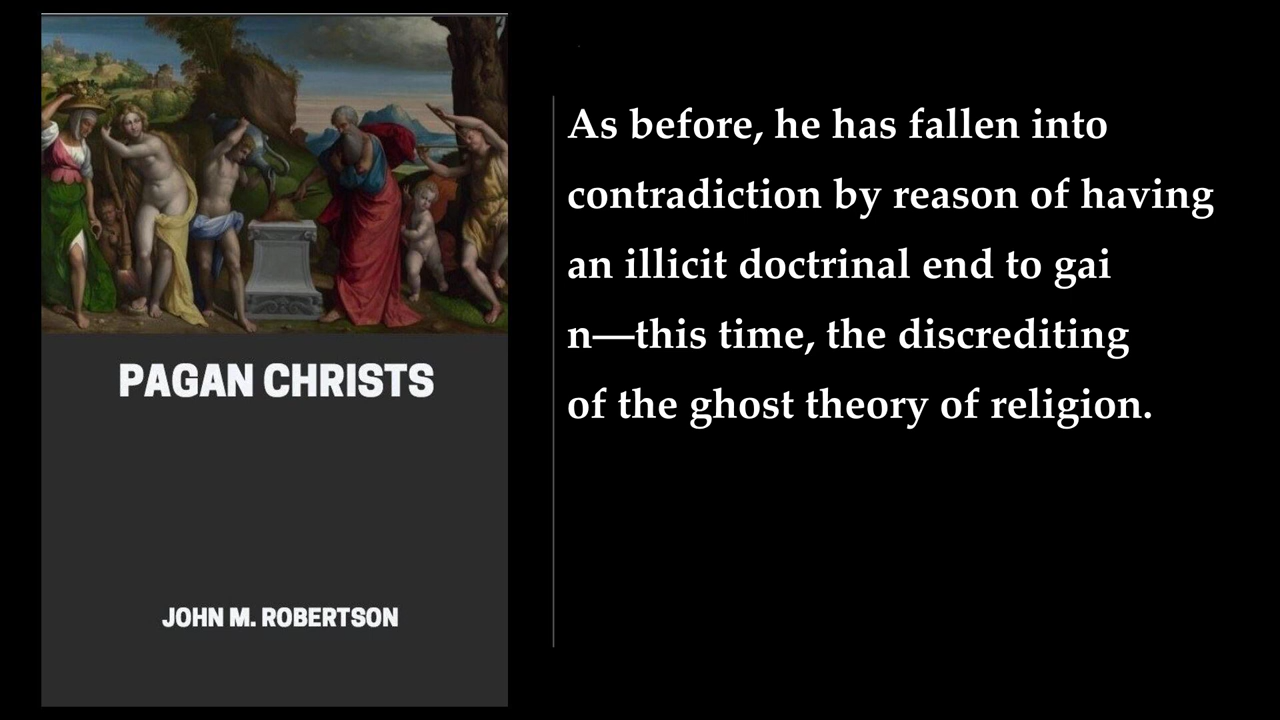 PAGAN CHRISTS
JOHN M. ROBERTSON
As before, he has fallen into
contradiction by reason of having
an illicit doctrinal end to gai
n—this time, the discrediting
of the ghost theory of religion.